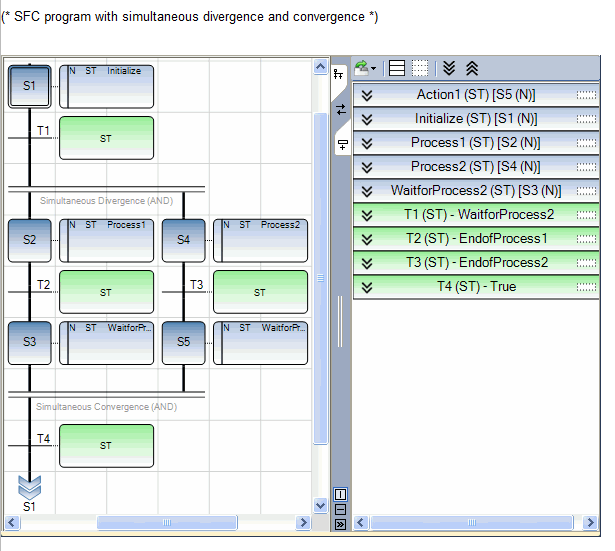 (* SFC program with simultaneous divergence and convergence *)
S1 N ST Initialize
T1 ST
Simultaneous Divergence (AND)
S2 N ST Process1 S4 N ST Process2
T2 ST T3 ST
S3 N ST WaitforPr... S5 N ST WaitforPr...
Simultaneous Convergence (AND)
T4 ST
S1
Action1 (ST) [S5 (N)]
Initialize (ST) [S1 (N)]
Process1 (ST) [S2 (N)]
Process2 (ST) [S4 (N)]
WaitforProcess2 (ST) [S3 (N)]
T1 (ST) - WaitforProcess2
T2 (ST) - EndofProcess1
T3 (ST) - EndofProcess2
T4 (ST) - True